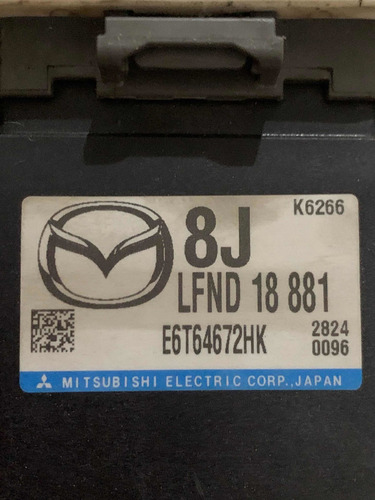 K6266
8J
LFND 18 881
E6T64672HK
2824
0096
MITSUBISHI ELECTRIC CORP.,JAPAN